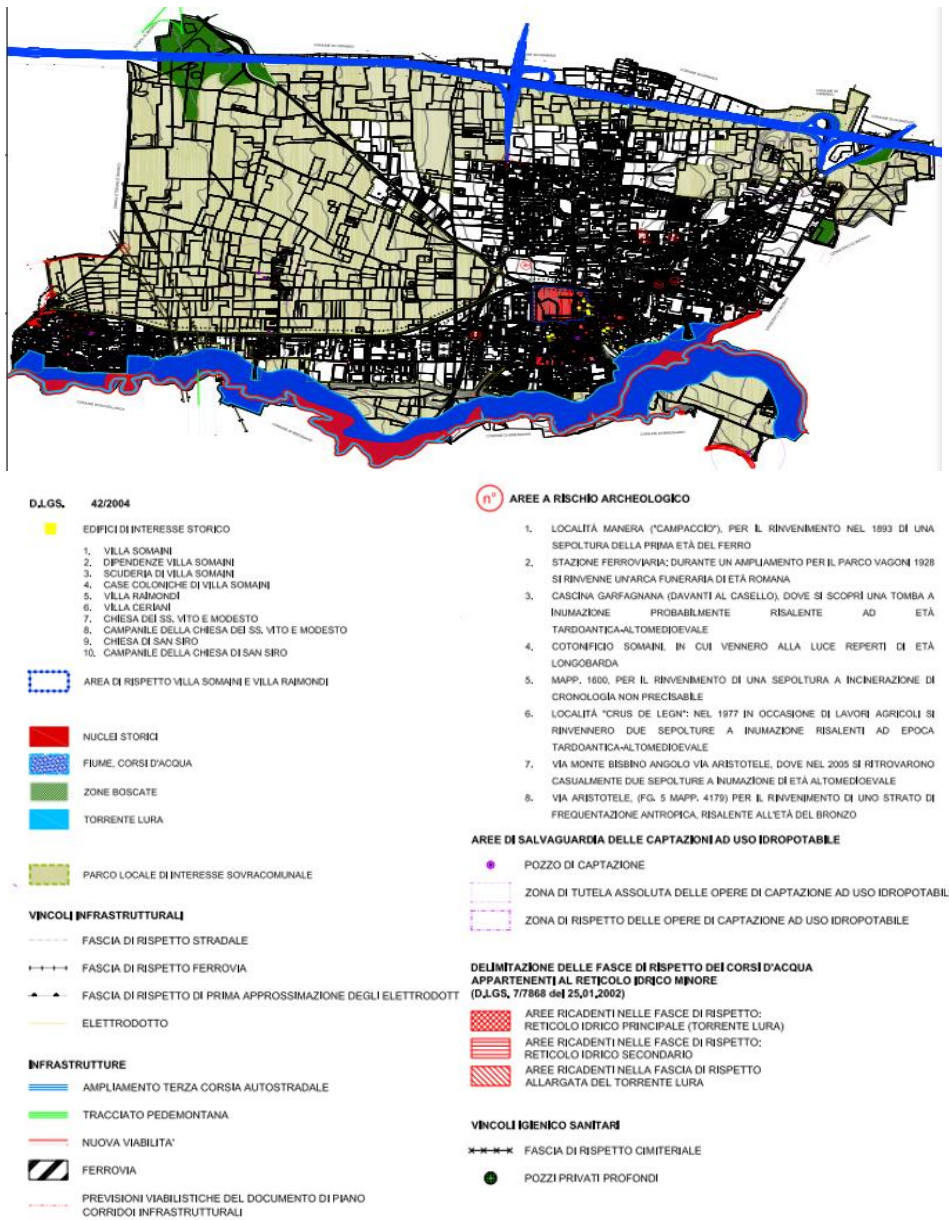 D.LGS. 42/2004
EDIFICI DI INTERESSE STORICO
1. VILLA SOMAINI
2. DIPENDENZE VILLA SOMAINI
3. SCUDERIA DI VILLA SOMAINI
4. CASE COLONICHE DI VILLA SOMAINI
5. VILLA RAIMONDI
6. VILLA CERIANI
7. CHIESA DEI SS. VITO E MODESTO
8. CAMPANILE DELLA CHIESA DEI SS. VITO E MODESTO
9. CHIESA DI SAN SIRO
10. CAMPANILE DELLA CHIESA DI SAN SIRO
AREA DI RISPETTO VILLA SOMAINI E VILLA RAIMONDI
NUCLEI STORICI
FIUME, CORSI D'ACQUA
ZONE BOSCATE
TORRENTE LURA
PARCO LOCALE DI INTERESSE SOVRACOMUNALE
VINCOLI INFRASTRUTTURALI
FASCIA DI RISPETTO STRADALE
FASCIA DI RISPETTO FERROVIA
FASCIA DI RISPETTO DI PRIMA APPROSSIMAZIONE DEGLI ELETTRODOTT
ELETTRODOTTO
INFRASTRUTTURE
AMPLIAMENTO TERZA CORSIA AUTOSTRADALE
TRACCIATO PEDEMONTANA
NUOVA VIABILITA'
FERROVIA
PREVISIONI VIABILISTICHE DEL DOCUMENTO DI PIANO
CORRIDOI INFRASTRUTTURALI
n° AREE A RISCHIO ARCHEOLOGICO
1. LOCALITÀ MANERA ("CAMPACCIO"), PER IL RINVENIMENTO NEL 1893 DI UNA
SEPOLTURA DELLA PRIMA ETÀ DEL FERRO
2. STAZIONE FERROVIARIA: DURANTE UN AMPLIAMENTO PER IL PARCO VAGONI 1928
SI RINVENNE UN'ARCA FUNERARIA DI ETÀ ROMANA
3. CASCINA GARFAGNANA (DAVANTI AL CASELLO), DOVE SI SCOPRÌ UNA TOMBA A
INUMAZIONE PROBABILMENTE RISALENTE AD ETÀ
TARDOANTICA-ALTOMEDIOEVALE
4. COTONIFICIO SOMAINI, IN CUI VENNERO ALLA LUCE REPERTI DI ETÀ
LONGOBARDA
5. MAPP. 1600, PER IL RINVENIMENTO DI UNA SEPOLTURA A INCINERAZIONE DI
CRONOLOGIA NON PRECISABILE
6. LOCALITÀ "CRUS DE LEGN": NEL 1977 IN OCCASIONE DI LAVORI AGRICOLI SI
RINVENNERO DUE SEPOLTURE A INUMAZIONE RISALENTI AD EPOCA
TARDOANTICA-ALTOMEDIOEVALE
7. VIA MONTE BISBINO ANGOLO VIA ARISTOTELE, DOVE NEL 2005 SI RITROVARONO
CASUALMENTE DUE SEPOLTURE A INUMAZIONE DI ETÀ ALTOMEDIOEVALE
8. VIA ARISTOTELE, (FG. 5 MAPP. 4179) PER IL RINVENIMENTO DI UNO STRATO DI
FREQUENTAZIONE ANTROPICA, RISALENTE ALL'ETÀ DEL BRONZO
AREE DI SALVAGUARDIA DELLE CAPTAZIONI AD USO IDROPOTABILE
POZZO DI CAPTAZIONE
ZONA DI TUTELA ASSOLUTA DELLE OPERE DI CAPTAZIONE AD USO IDROPOTABIL
ZONA DI RISPETTO DELLE OPERE DI CAPTAZIONE AD USO IDROPOTABILE
DELIMITAZIONE DELLE FASCE DI RISPETTO DEI CORSI D'ACQUA
APPARTENENTI AL RETICOLO IDRICO MINORE
(D.LGS. 7/7868 del 25.01.2002)
AREE RICADENTI NELLE FASCE DI RISPETTO:
RETICOLO IDRICO PRINCIPALE (TORRENTE LURA)
AREE RICADENTI NELLE FASCE DI RISPETTO:
RETICOLO IDRICO SECONDARIO
AREE RICADENTI NELLA FASCIA DI RISPETTO
ALLARGATA DEL TORRENTE LURA
VINCOLI IGIENICO SANITARI
FASCIA DI RISPETTO CIMITERIALE
POZZI PRIVATI PROFONDI